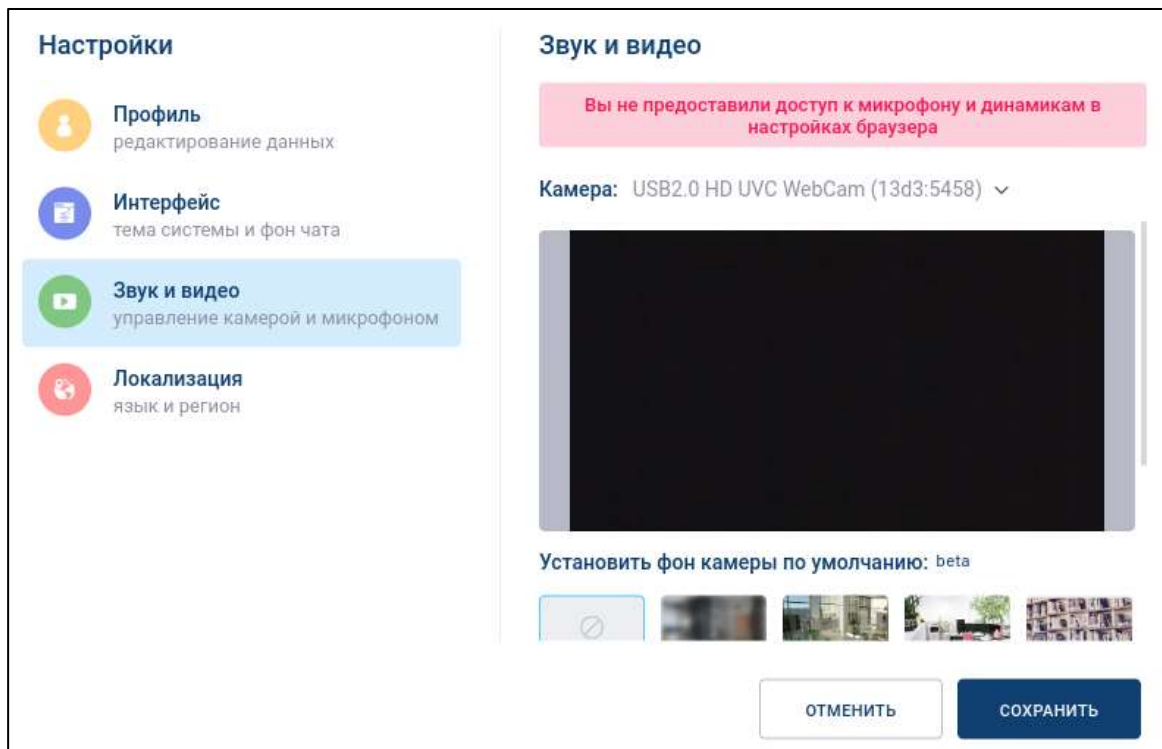 Настройки
Профиль
редактирование данных
Интерфейс
тема системы и фон чата
Звук и видео
управление камерой и микрофоном
Локализация
язык и регион
Звук и видео
Вы не предоставили доступ к микрофону и динамикам в
настройках браузера
Камера: USB2.0 HD UVC WebCam (13d3:5458)
Установить фон камеры по умолчанию: beta
ОТМЕНИТЬ
СОХРАНИТЬ